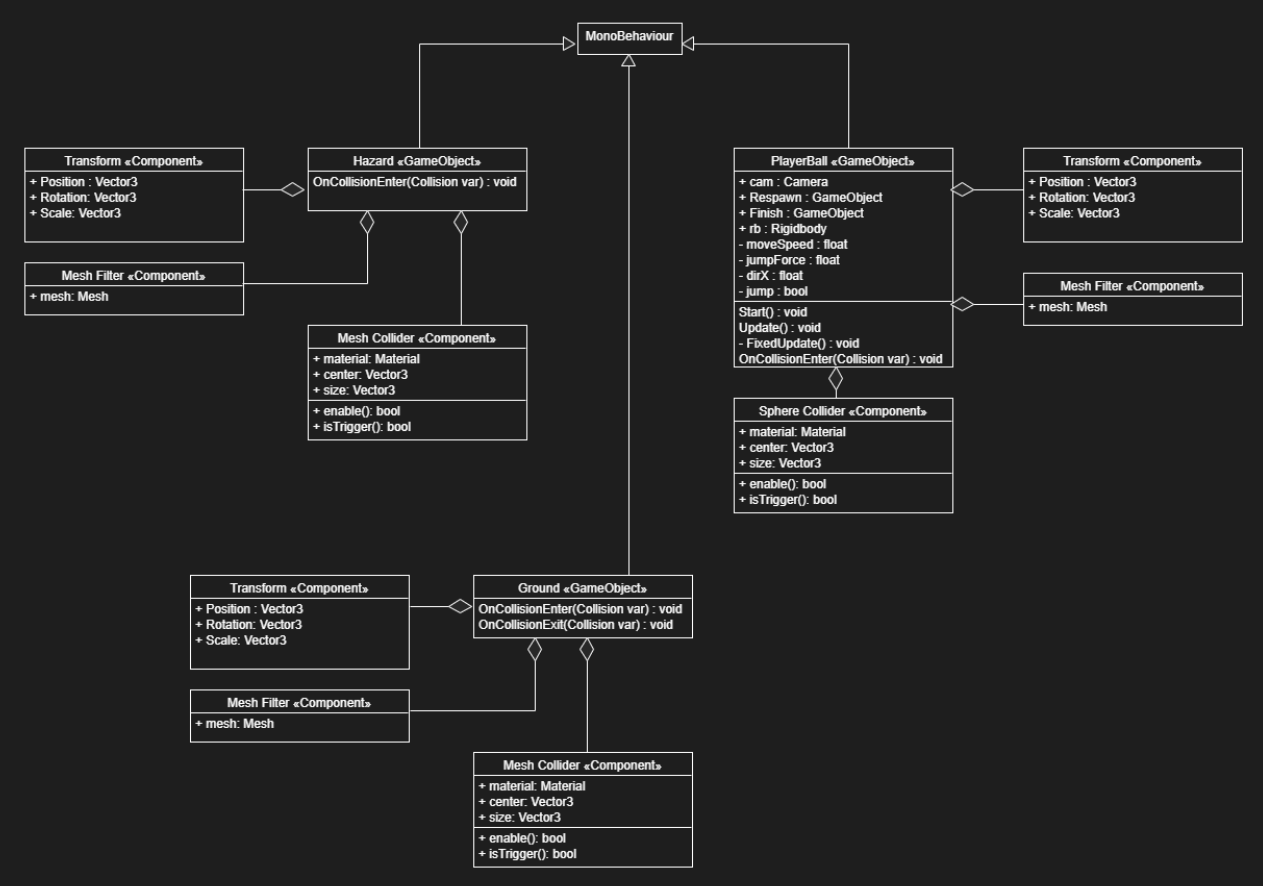 MonoBehaviour
Transform «Component»
+ Position : Vector3
+ Rotation: Vector3
+ Scale: Vector3
Hazard «GameObject»
OnCollisionEnter(Collision var) : void
PlayerBall «GameObject»
+ cam : Camera
+ Respawn : GameObject
+ Finish : GameObject
+ rb : Rigidbody
- moveSpeed : float
- jumpForce : float
- dirX : float
- jump : bool
Start() : void
Update() : void
- FixedUpdate() : void
OnCollisionEnter(Collision var) : void
Transform «Component»
+ Position : Vector3
+ Rotation: Vector3
+ Scale: Vector3
Mesh Filter «Component»
+ mesh: Mesh
Mesh Filter «Component»
+ mesh: Mesh
Mesh Collider «Component»
+ material: Material
+ center: Vector3
+ size: Vector3
+ enable(): bool
+ isTrigger(): bool
Sphere Collider «Component»
+ material: Material
+ center: Vector3
+ size: Vector3
+ enable(): bool
+ isTrigger(): bool
Transform «Component»
+ Position : Vector3
+ Rotation: Vector3
+ Scale: Vector3
Ground «GameObject»
OnCollisionEnter(Collision var) : void
OnCollisionExit(Collision var) : void
Mesh Filter «Component»
+ mesh: Mesh
Mesh Collider «Component»
+ material: Material
+ center: Vector3
+ size: Vector3
+ enable(): bool
+ isTrigger(): bool